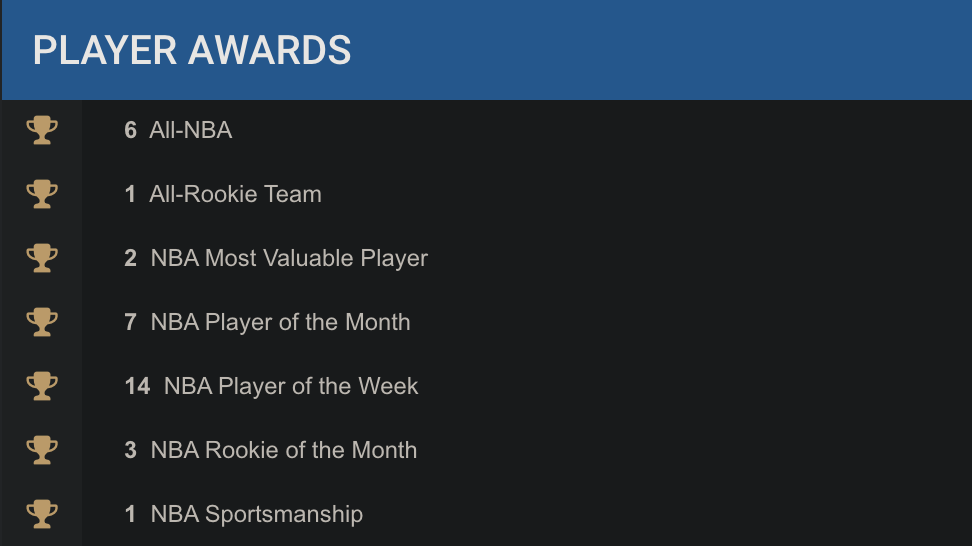 PLAYER AWARDS
6 All-NBA
1 All-Rookie Team
2 NBA Most Valuable Player
7 NBA Player of the Month
14 NBA Player of the Week
3 NBA Rookie of the Month
1 NBA Sportsmanship